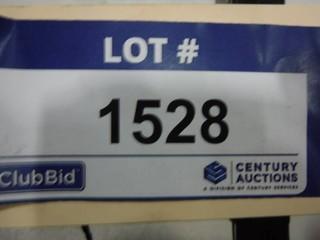 LOT #
1528
ClubBid
CENTURY
AUCTIONS
A DIVISION OF CENTURY SERVICES